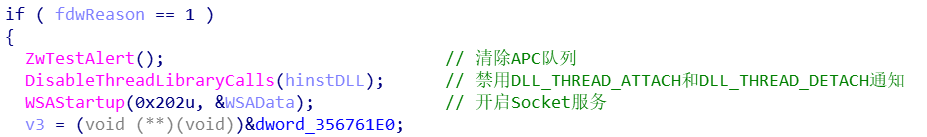 if ( fdwReason == 1 )
{
ZwTestAlert(); // 清除APC队列
DisableThreadLibraryCalls(hinstDLL); // 禁用DLL_THREAD_ATTACH和DLL_THREAD_DETACH通知
WSAStartup(0x202u, &WSAData); // 开启Socket服务
v3 = (void (**)(void))&dword_356761E0;